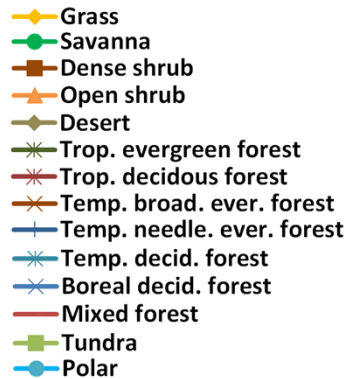 Grass
Savanna
Dense shrub
Open shrub
Desert
Trop. evergreen forest
Trop. decidous forest
Temp. broad. ever. forest
Temp. needle. ever. forest
Temp. decid. forest
Boreal decid. forest
Mixed forest
Tundra
Polar